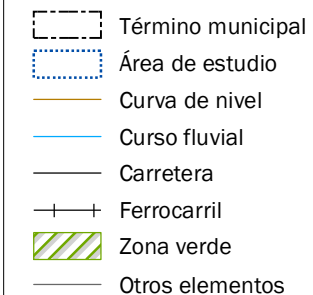 Término municipal
Área de estudio
Curva de nivel
Curso fluvial
Carretera
Ferrocarril
Zona verde
Otros elementos